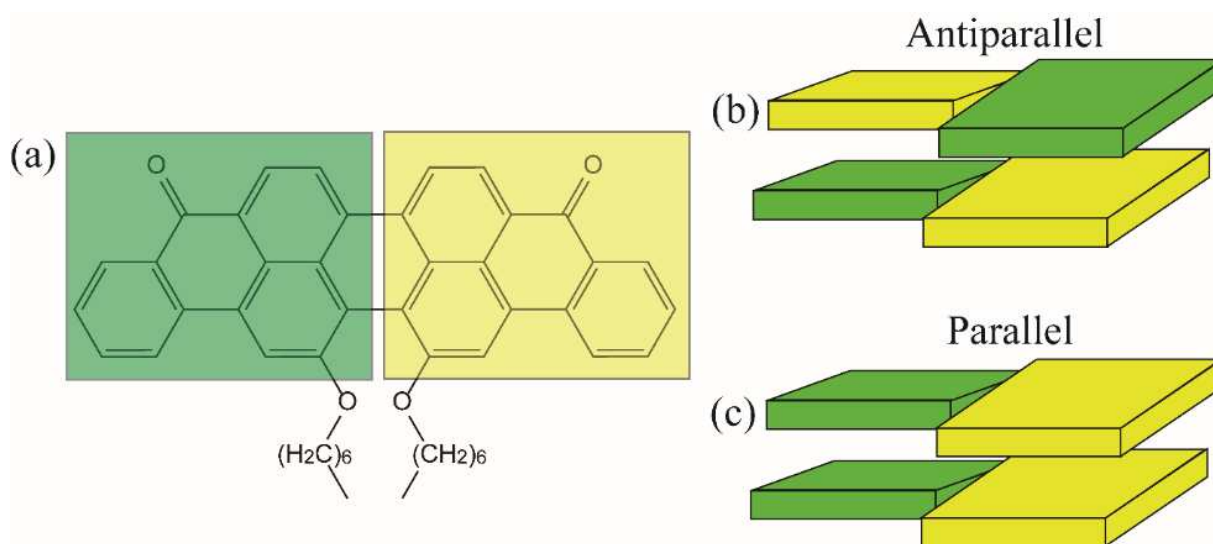 Antiparallel
(b)
(a)
O
O
Parallel
(c)
O
O
(H2C)6
(CH2)6